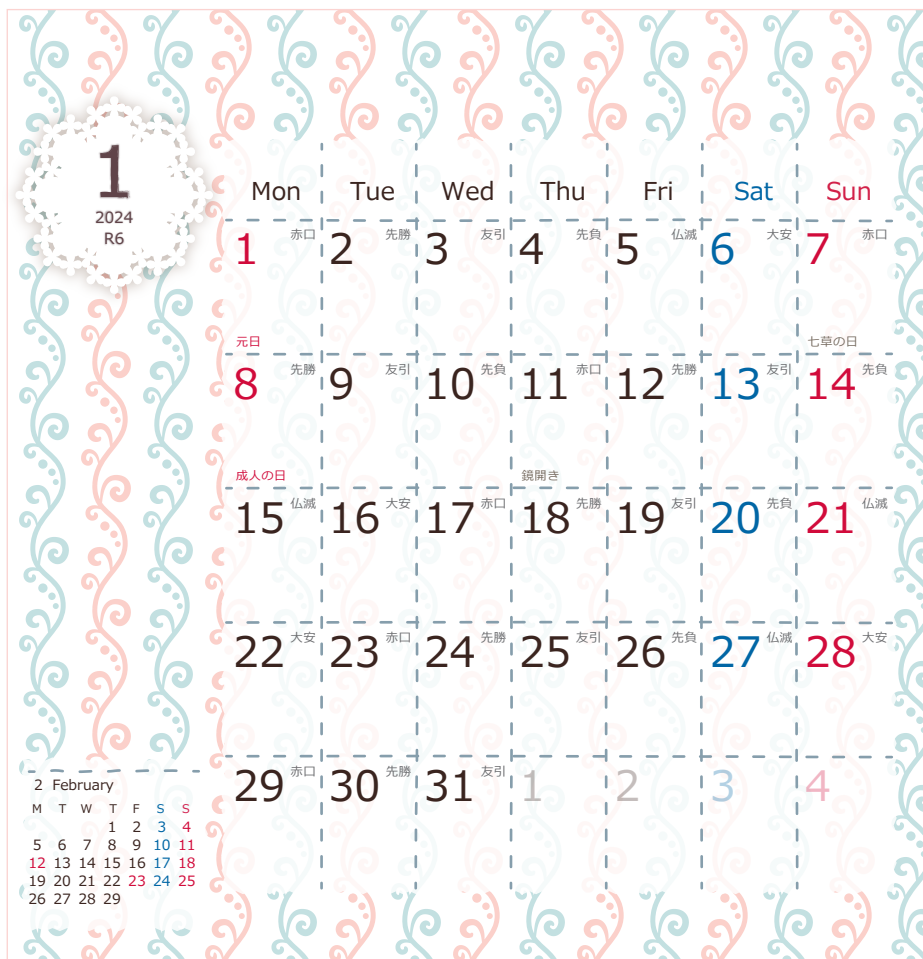 1
2024
R6
Mon Tue Wed Thu Fri Sat Sun
1 赤口 2 先勝 3 友引 4 先負 5 仏滅 6 大安 7 赤口
元日 七草の日
8 先勝 9 友引 10 先負 11 赤口 12 先勝 13 友引 14 先負
成人の日 鏡開き
15 仏滅 16 大安 17 赤口 18 先勝 19 友引 20 先負 21 仏滅
22 大安 23 赤口 24 先勝 25 友引 26 先負 27 仏滅 28 大安
29 赤口 30 先勝 31 友引 1 2 3 4
2 February
M T W T F S S
1 2 3 4
5 6 7 8 9 10 11
12 13 14 15 16 17 18
19 20 21 22 23 24 25
26 27 28 29